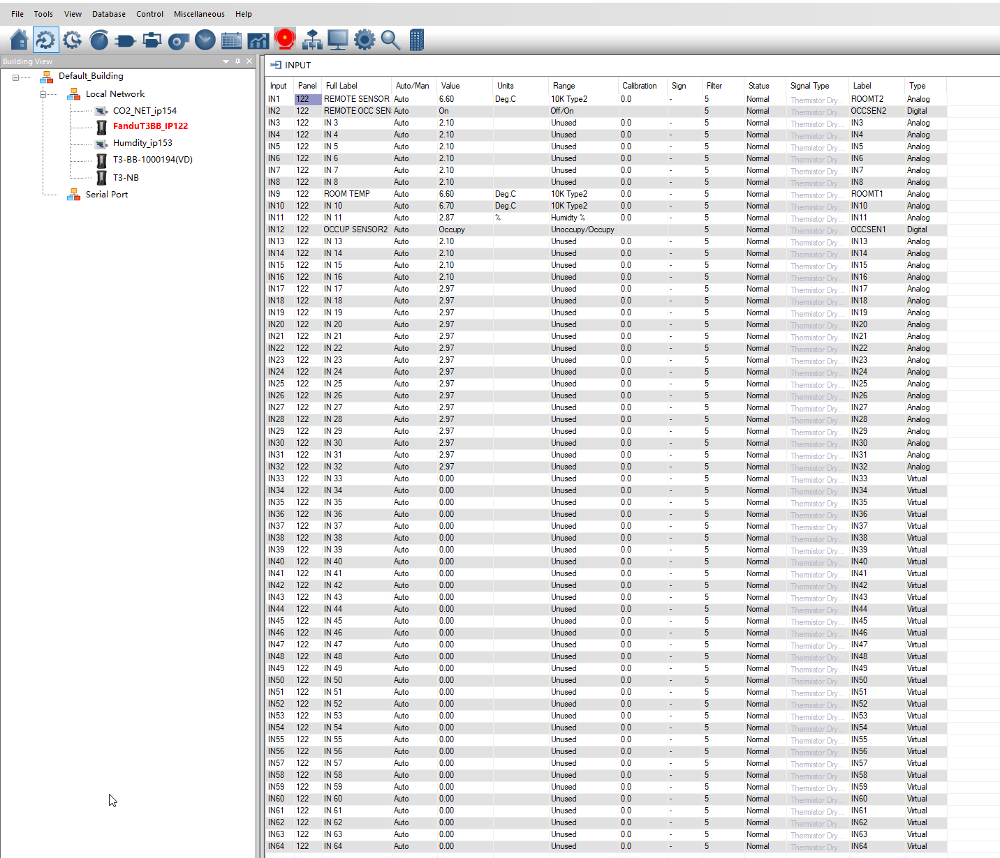 File Tools View Database Control Miscellaneous Help
Building View
Default_Building
Local Network
CO2_NET_ip154
FanduT3BB_IP122
Humdity_ip153
T3-BB-1000194(VD)
T3-NB
Serial Port
INPUT
Input Panel Full Label Auto/Man Value Units Range Calibration Sign Filter Status Signal Type Label Type
IN1 122 REMOTE SENSOR Auto 6.60 Deg.C 10K Type2 0.0 - 5 Normal Thermistor Dry... ROOMT2 Analog
IN2 122 REMOTE OCC SEN Auto On Off/On 5 Normal Thermistor Dry... OCCSEN2 Digital
IN3 122 IN 3 Auto 2.10 Unused 0.0 - 5 Normal Thermistor Dry... IN3 Analog
IN4 122 IN 4 Auto 2.10 Unused 0.0 - 5 Normal Thermistor Dry... IN4 Analog
IN5 122 IN 5 Auto 2.10 Unused 0.0 - 5 Normal Thermistor Dry... IN5 Analog
IN6 122 IN 6 Auto 2.10 Unused 0.0 - 5 Normal Thermistor Dry... IN6 Analog
IN7 122 IN 7 Auto 2.10 Unused 0.0 - 5 Normal Thermistor Dry... IN7 Analog
IN8 122 IN 8 Auto 2.10 Unused 0.0 - 5 Normal Thermistor Dry... IN8 Analog
IN9 122 ROOM TEMP Auto 6.60 Deg.C 10K Type2 0.0 - 5 Normal Thermistor Dry... ROOMT1 Analog
IN10 122 IN 10 Auto 6.70 Deg.C 10K Type2 0.0 - 5 Normal Thermistor Dry... IN10 Analog
IN11 122 IN 11 Auto 2.87 % Humidty % 0.0 - 5 Normal Thermistor Dry... IN11 Analog
IN12 122 OCCUP SENSOR2 Auto Occupy Unoccupy/Occupy 5 Normal Thermistor Dry... OCCSEN1 Digital
IN13 122 IN 13 Auto 2.10 Unused 0.0 - 5 Normal Thermistor Dry... IN13 Analog
IN14 122 IN 14 Auto 2.10 Unused 0.0 - 5 Normal Thermistor Dry... IN14 Analog
IN15 122 IN 15 Auto 2.10 Unused 0.0 - 5 Normal Thermistor Dry... IN15 Analog
IN16 122 IN 16 Auto 2.10 Unused 0.0 - 5 Normal Thermistor Dry... IN16 Analog
IN17 122 IN 17 Auto 2.97 Unused 0.0 - 5 Normal Thermistor Dry... IN17 Analog
IN18 122 IN 18 Auto 2.97 Unused 0.0 - 5 Normal Thermistor Dry... IN18 Analog
IN19 122 IN 19 Auto 2.97 Unused 0.0 - 5 Normal Thermistor Dry... IN19 Analog
IN20 122 IN 20 Auto 2.97 Unused 0.0 - 5 Normal Thermistor Dry... IN20 Analog
IN21 122 IN 21 Auto 2.97 Unused 0.0 - 5 Normal Thermistor Dry... IN21 Analog
IN22 122 IN 22 Auto 2.97 Unused 0.0 - 5 Normal Thermistor Dry... IN22 Analog
IN23 122 IN 23 Auto 2.97 Unused 0.0 - 5 Normal Thermistor Dry... IN23 Analog
IN24 122 IN 24 Auto 2.97 Unused 0.0 - 5 Normal Thermistor Dry... IN24 Analog
IN25 122 IN 25 Auto 2.97 Unused 0.0 - 5 Normal Thermistor Dry... IN25 Analog
IN26 122 IN 26 Auto 2.97 Unused 0.0 - 5 Normal Thermistor Dry... IN26 Analog
IN27 122 IN 27 Auto 2.97 Unused 0.0 - 5 Normal Thermistor Dry... IN27 Analog
IN28 122 IN 28 Auto 2.97 Unused 0.0 - 5 Normal Thermistor Dry... IN28 Analog
IN29 122 IN 29 Auto 2.97 Unused 0.0 - 5 Normal Thermistor Dry... IN29 Analog
IN30 122 IN 30 Auto 2.97 Unused 0.0 - 5 Normal Thermistor Dry... IN30 Analog
IN31 122 IN 31 Auto 2.97 Unused 0.0 - 5 Normal Thermistor Dry... IN31 Analog
IN32 122 IN 32 Auto 2.97 Unused 0.0 - 5 Normal Thermistor Dry... IN32 Analog
IN33 122 IN 33 Auto 0.00 Unused 0.0 - 5 Normal Thermistor Dry... IN33 Virtual
IN34 122 IN 34 Auto 0.00 Unused 0.0 - 5 Normal Thermistor Dry... IN34 Virtual
IN35 122 IN 35 Auto 0.00 Unused 0.0 - 5 Normal Thermistor Dry... IN35 Virtual
IN36 122 IN 36 Auto 0.00 Unused 0.0 - 5 Normal Thermistor Dry... IN36 Virtual
IN37 122 IN 37 Auto 0.00 Unused 0.0 - 5 Normal Thermistor Dry... IN37 Virtual
IN38 122 IN 38 Auto 0.00 Unused 0.0 - 5 Normal Thermistor Dry... IN38 Virtual
IN39 122 IN 39 Auto 0.00 Unused 0.0 - 5 Normal Thermistor Dry... IN39 Virtual
IN40 122 IN 40 Auto 0.00 Unused 0.0 - 5 Normal Thermistor Dry... IN40 Virtual
IN41 122 IN 41 Auto 0.00 Unused 0.0 - 5 Normal Thermistor Dry... IN41 Virtual
IN42 122 IN 42 Auto 0.00 Unused 0.0 - 5 Normal Thermistor Dry... IN42 Virtual
IN43 122 IN 43 Auto 0.00 Unused 0.0 - 5 Normal Thermistor Dry... IN43 Virtual
IN44 122 IN 44 Auto 0.00 Unused 0.0 - 5 Normal Thermistor Dry... IN44 Virtual
IN45 122 IN 45 Auto 0.00 Unused 0.0 - 5 Normal Thermistor Dry... IN45 Virtual
IN46 122 IN 46 Auto 0.00 Unused 0.0 - 5 Normal Thermistor Dry... IN46 Virtual
IN47 122 IN 47 Auto 0.00 Unused 0.0 - 5 Normal Thermistor Dry... IN47 Virtual
IN48 122 IN 48 Auto 0.00 Unused 0.0 - 5 Normal Thermistor Dry... IN48 Virtual
IN49 122 IN 49 Auto 0.00 Unused 0.0 - 5 Normal Thermistor Dry... IN49 Virtual
IN50 122 IN 50 Auto 0.00 Unused 0.0 - 5 Normal Thermistor Dry... IN50 Virtual
IN51 122 IN 51 Auto 0.00 Unused 0.0 - 5 Normal Thermistor Dry... IN51 Virtual
IN52 122 IN 52 Auto 0.00 Unused 0.0 - 5 Normal Thermistor Dry... IN52 Virtual
IN53 122 IN 53 Auto 0.00 Unused 0.0 - 5 Normal Thermistor Dry... IN53 Virtual
IN54 122 IN 54 Auto 0.00 Unused 0.0 - 5 Normal Thermistor Dry... IN54 Virtual
IN55 122 IN 55 Auto 0.00 Unused 0.0 - 5 Normal Thermistor Dry... IN55 Virtual
IN56 122 IN 56 Auto 0.00 Unused 0.0 - 5 Normal Thermistor Dry... IN56 Virtual
IN57 122 IN 57 Auto 0.00 Unused 0.0 - 5 Normal Thermistor Dry... IN57 Virtual
IN58 122 IN 58 Auto 0.00 Unused 0.0 - 5 Normal Thermistor Dry... IN58 Virtual
IN59 122 IN 59 Auto 0.00 Unused 0.0 - 5 Normal Thermistor Dry... IN59 Virtual
IN60 122 IN 60 Auto 0.00 Unused 0.0 - 5 Normal Thermistor Dry... IN60 Virtual
IN61 122 IN 61 Auto 0.00 Unused 0.0 - 5 Normal Thermistor Dry... IN61 Virtual
IN62 122 IN 62 Auto 0.00 Unused 0.0 - 5 Normal Thermistor Dry... IN62 Virtual
IN63 122 IN 63 Auto 0.00 Unused 0.0 - 5 Normal Thermistor Dry... IN63 Virtual
IN64 122 IN 64 Auto 0.00 Unused 0.0 - 5 Normal Thermistor Dry... IN64 Virtual